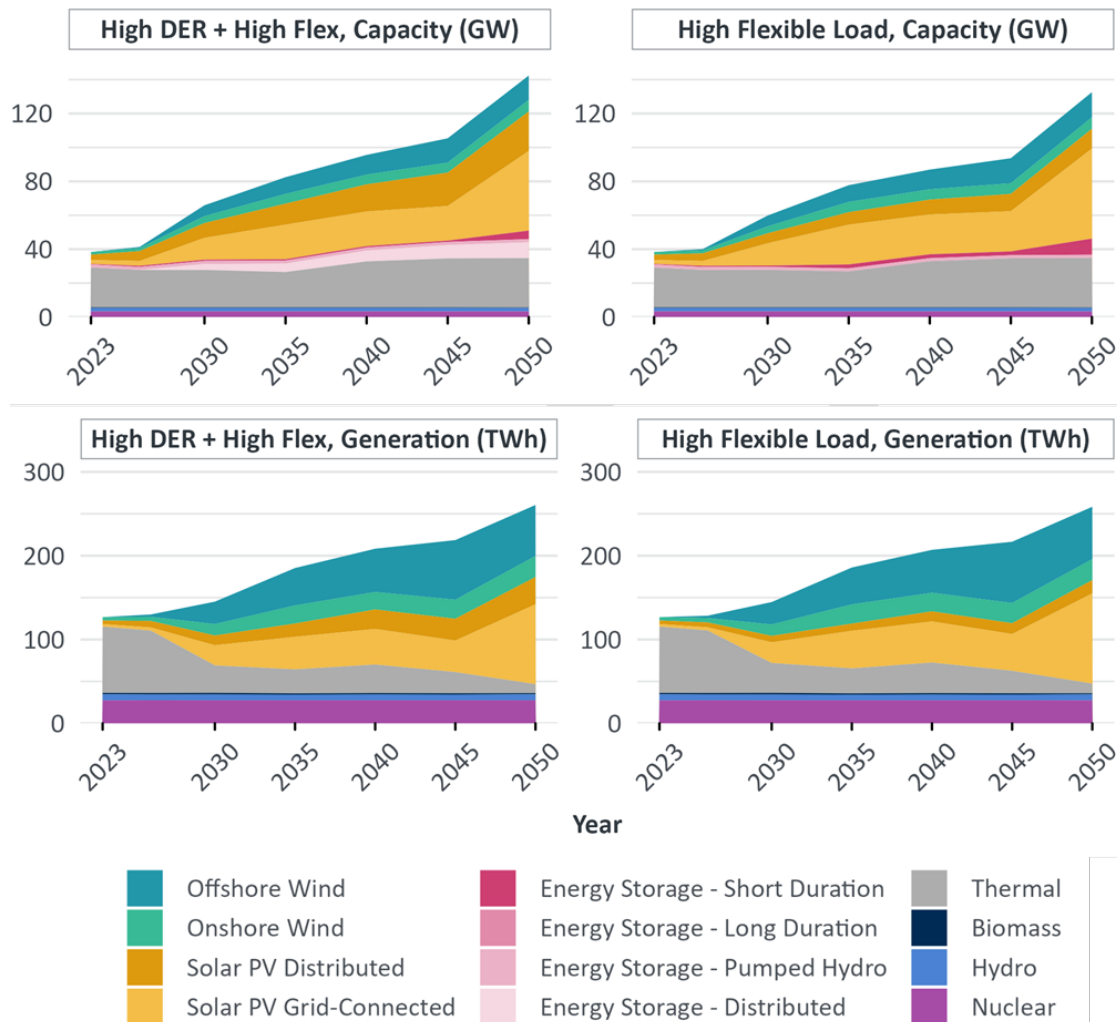 High DER + High Flex, Capacity (GW)
High Flexible Load, Capacity (GW)
120
80
40
0
2023
2030
2035
2040
2045
2050
2023
2030
2035
2040
2045
2050
High DER + High Flex, Generation (TWh)
High Flexible Load, Generation (TWh)
300
200
100
0
300
200
100
0
2023
2030
2035
2040
2045
2050
2023
2030
2035
2040
2045
2050
Year
Offshore Wind
Energy Storage - Short Duration
Thermal
Onshore Wind
Energy Storage - Long Duration
Biomass
Solar PV Distributed
Energy Storage - Pumped Hydro
Hydro
Solar PV Grid-Connected
Energy Storage - Distributed
Nuclear